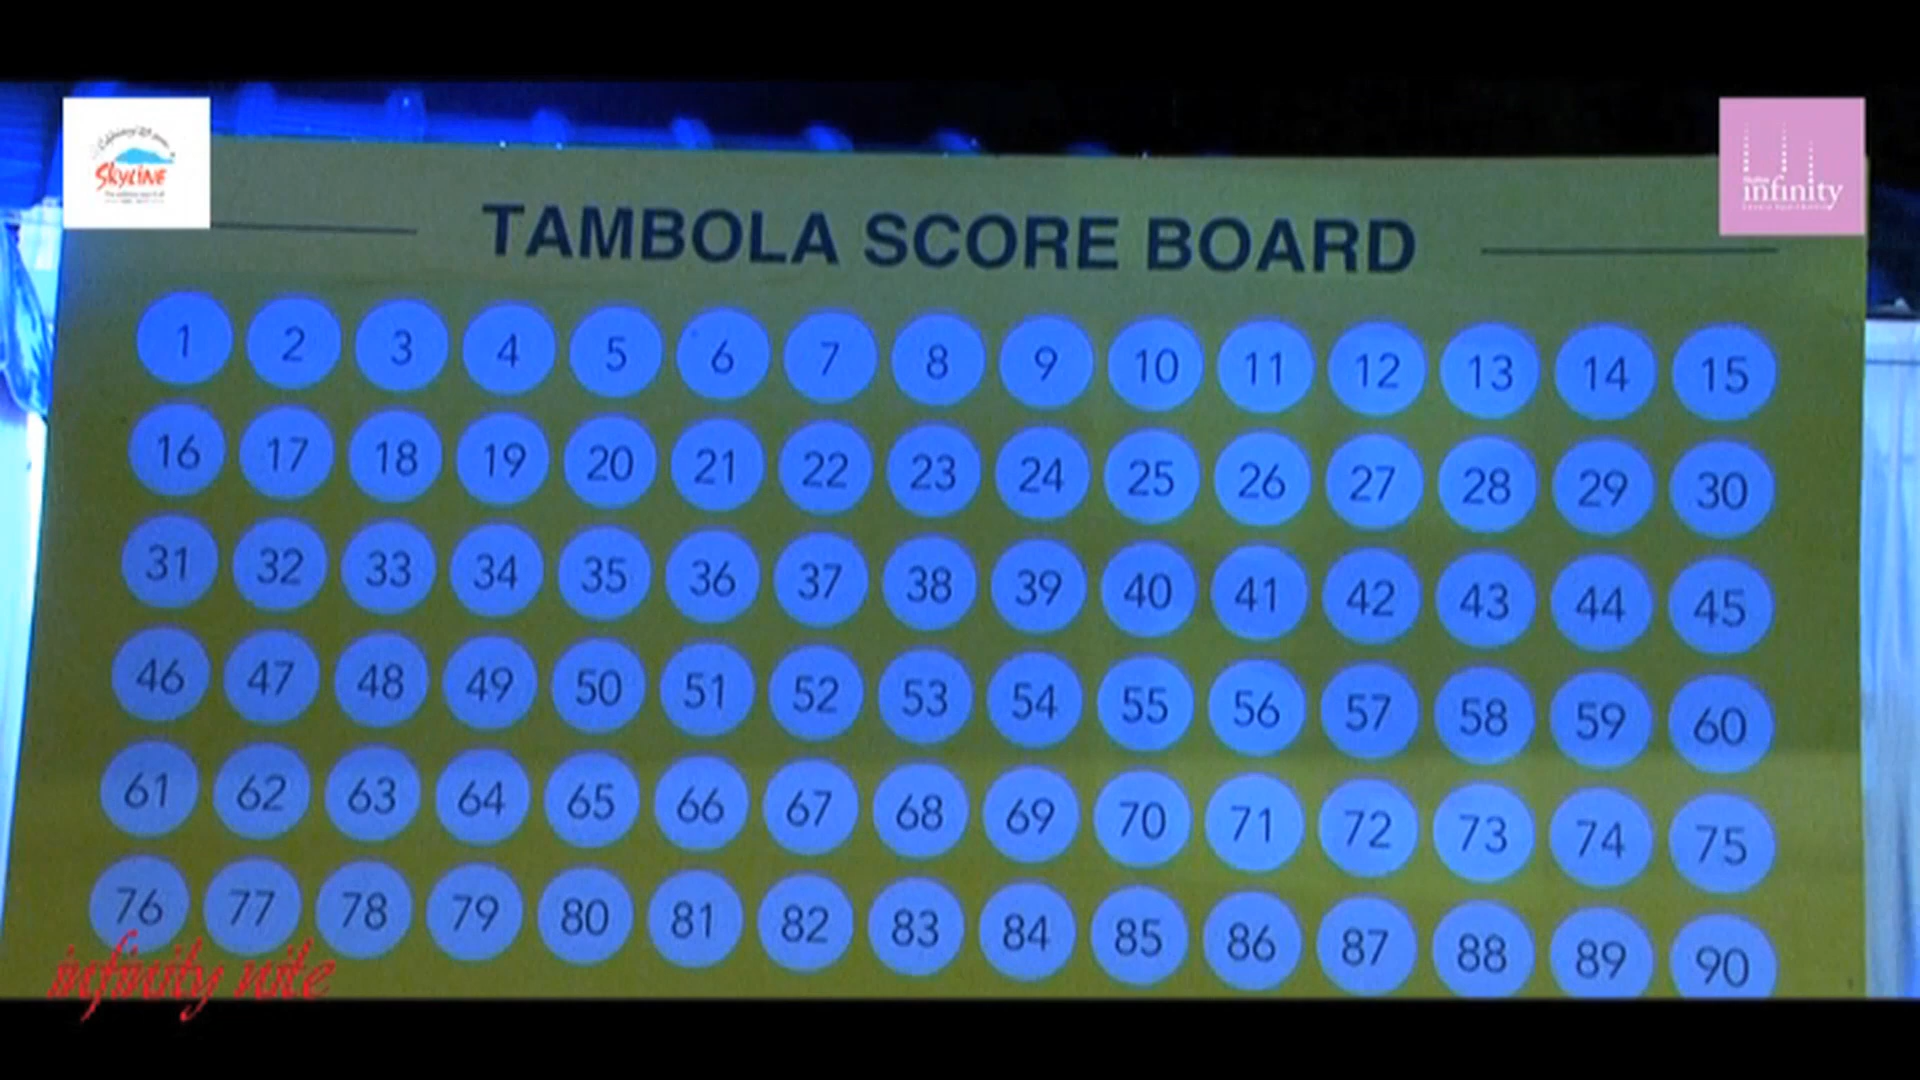 SKYLINE
infinity
TAMBOLA SCORE BOARD
1 2 3 4 5 6 7 8 9 10 11 12 13 14 15
16 17 18 19 20 21 22 23 24 25 26 27 28 29 30
31 32 33 34 35 36 37 38 39 40 41 42 43 44 45
46 47 48 49 50 51 52 53 54 55 56 57 58 59 60
61 62 63 64 65 66 67 68 69 70 71 72 73 74 75
76 77 78 79 80 81 82 83 84 85 86 87 88 89 90
infinity nite